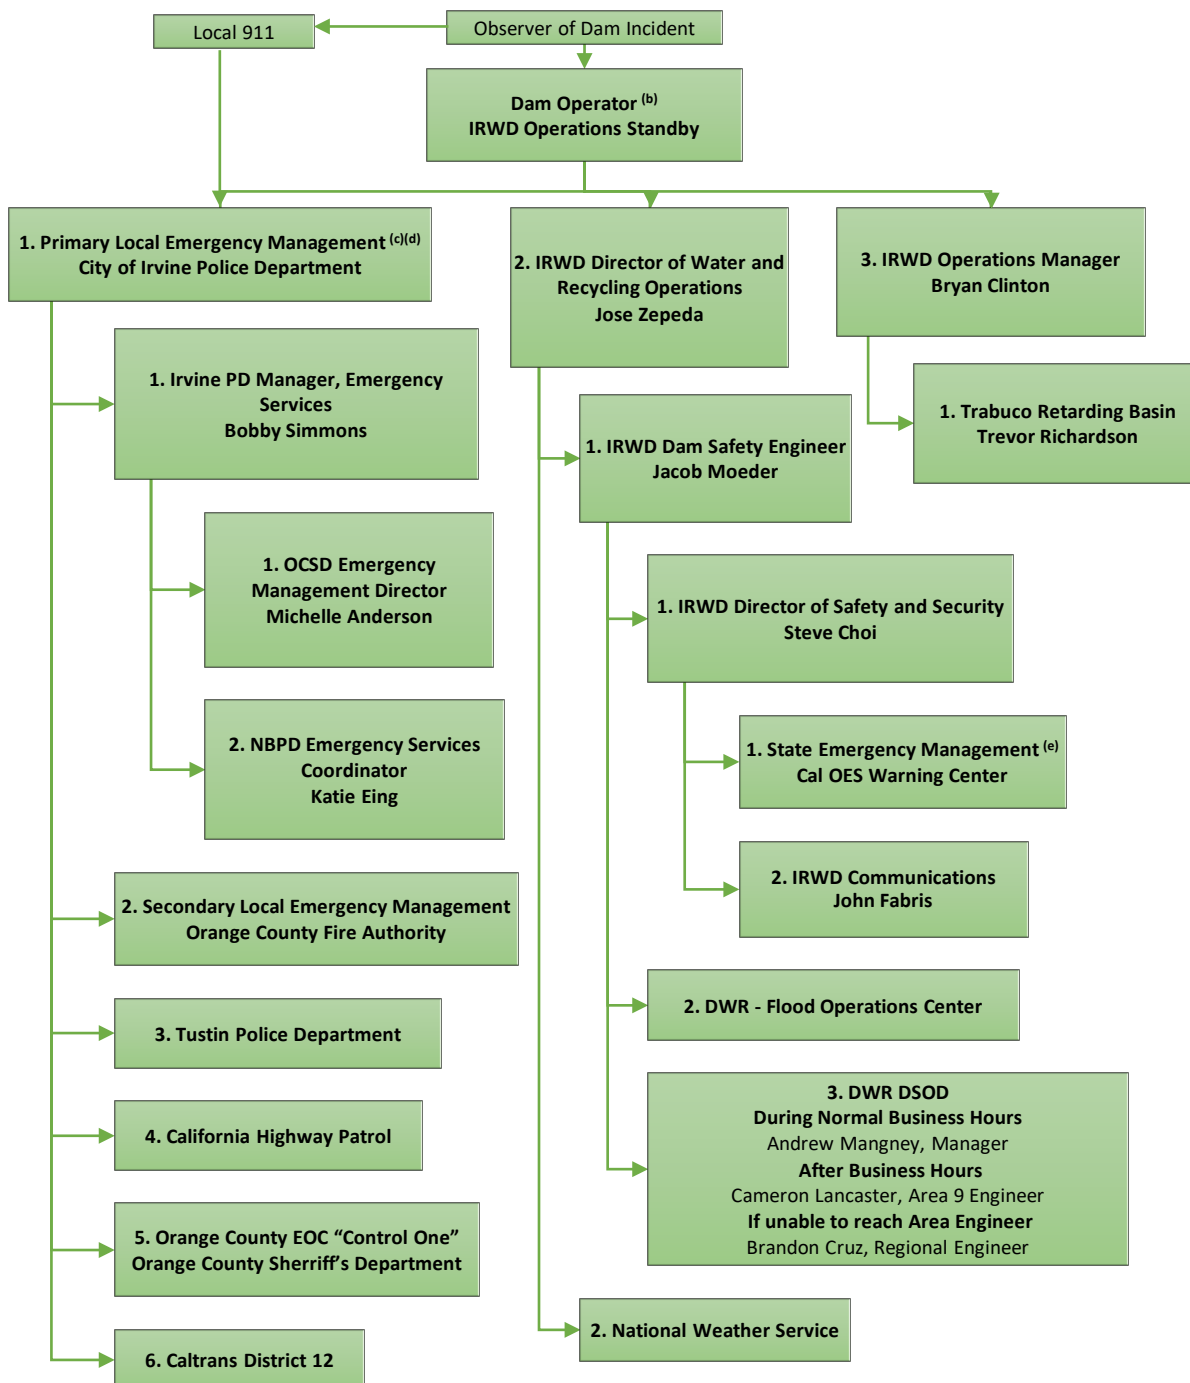 Local 911
Observer of Dam Incident
Dam Operator (b)
IRWD Operations Standby
1. Primary Local Emergency Management (c)(d)
City of Irvine Police Department
2. IRWD Director of Water and
Recycling Operations
Jose Zepeda
3. IRWD Operations Manager
Bryan Clinton
1. Irvine PD Manager, Emergency
Services
Bobby Simmons
1. IRWD Dam Safety Engineer
Jacob Moeder
1. Trabuco Retarding Basin
Trevor Richardson
1. OCSD Emergency
Management Director
Michelle Anderson
1. IRWD Director of Safety and Security
Steve Choi
2. NBPD Emergency Services
Coordinator
Katie Eing
1. State Emergency Management (e)
Cal OES Warning Center
2. IRWD Communications
John Fabris
2. Secondary Local Emergency Management
Orange County Fire Authority
2. DWR - Flood Operations Center
3. Tustin Police Department
3. DWR DSOD
During Normal Business Hours
Andrew Mangney, Manager
After Business Hours
Cameron Lancaster, Area 9 Engineer
If unable to reach Area Engineer
Brandon Cruz, Regional Engineer
4. California Highway Patrol
5. Orange County EOC “Control One”
Orange County Sherriff’s Department
2. National Weather Service
6. Caltrans District 12